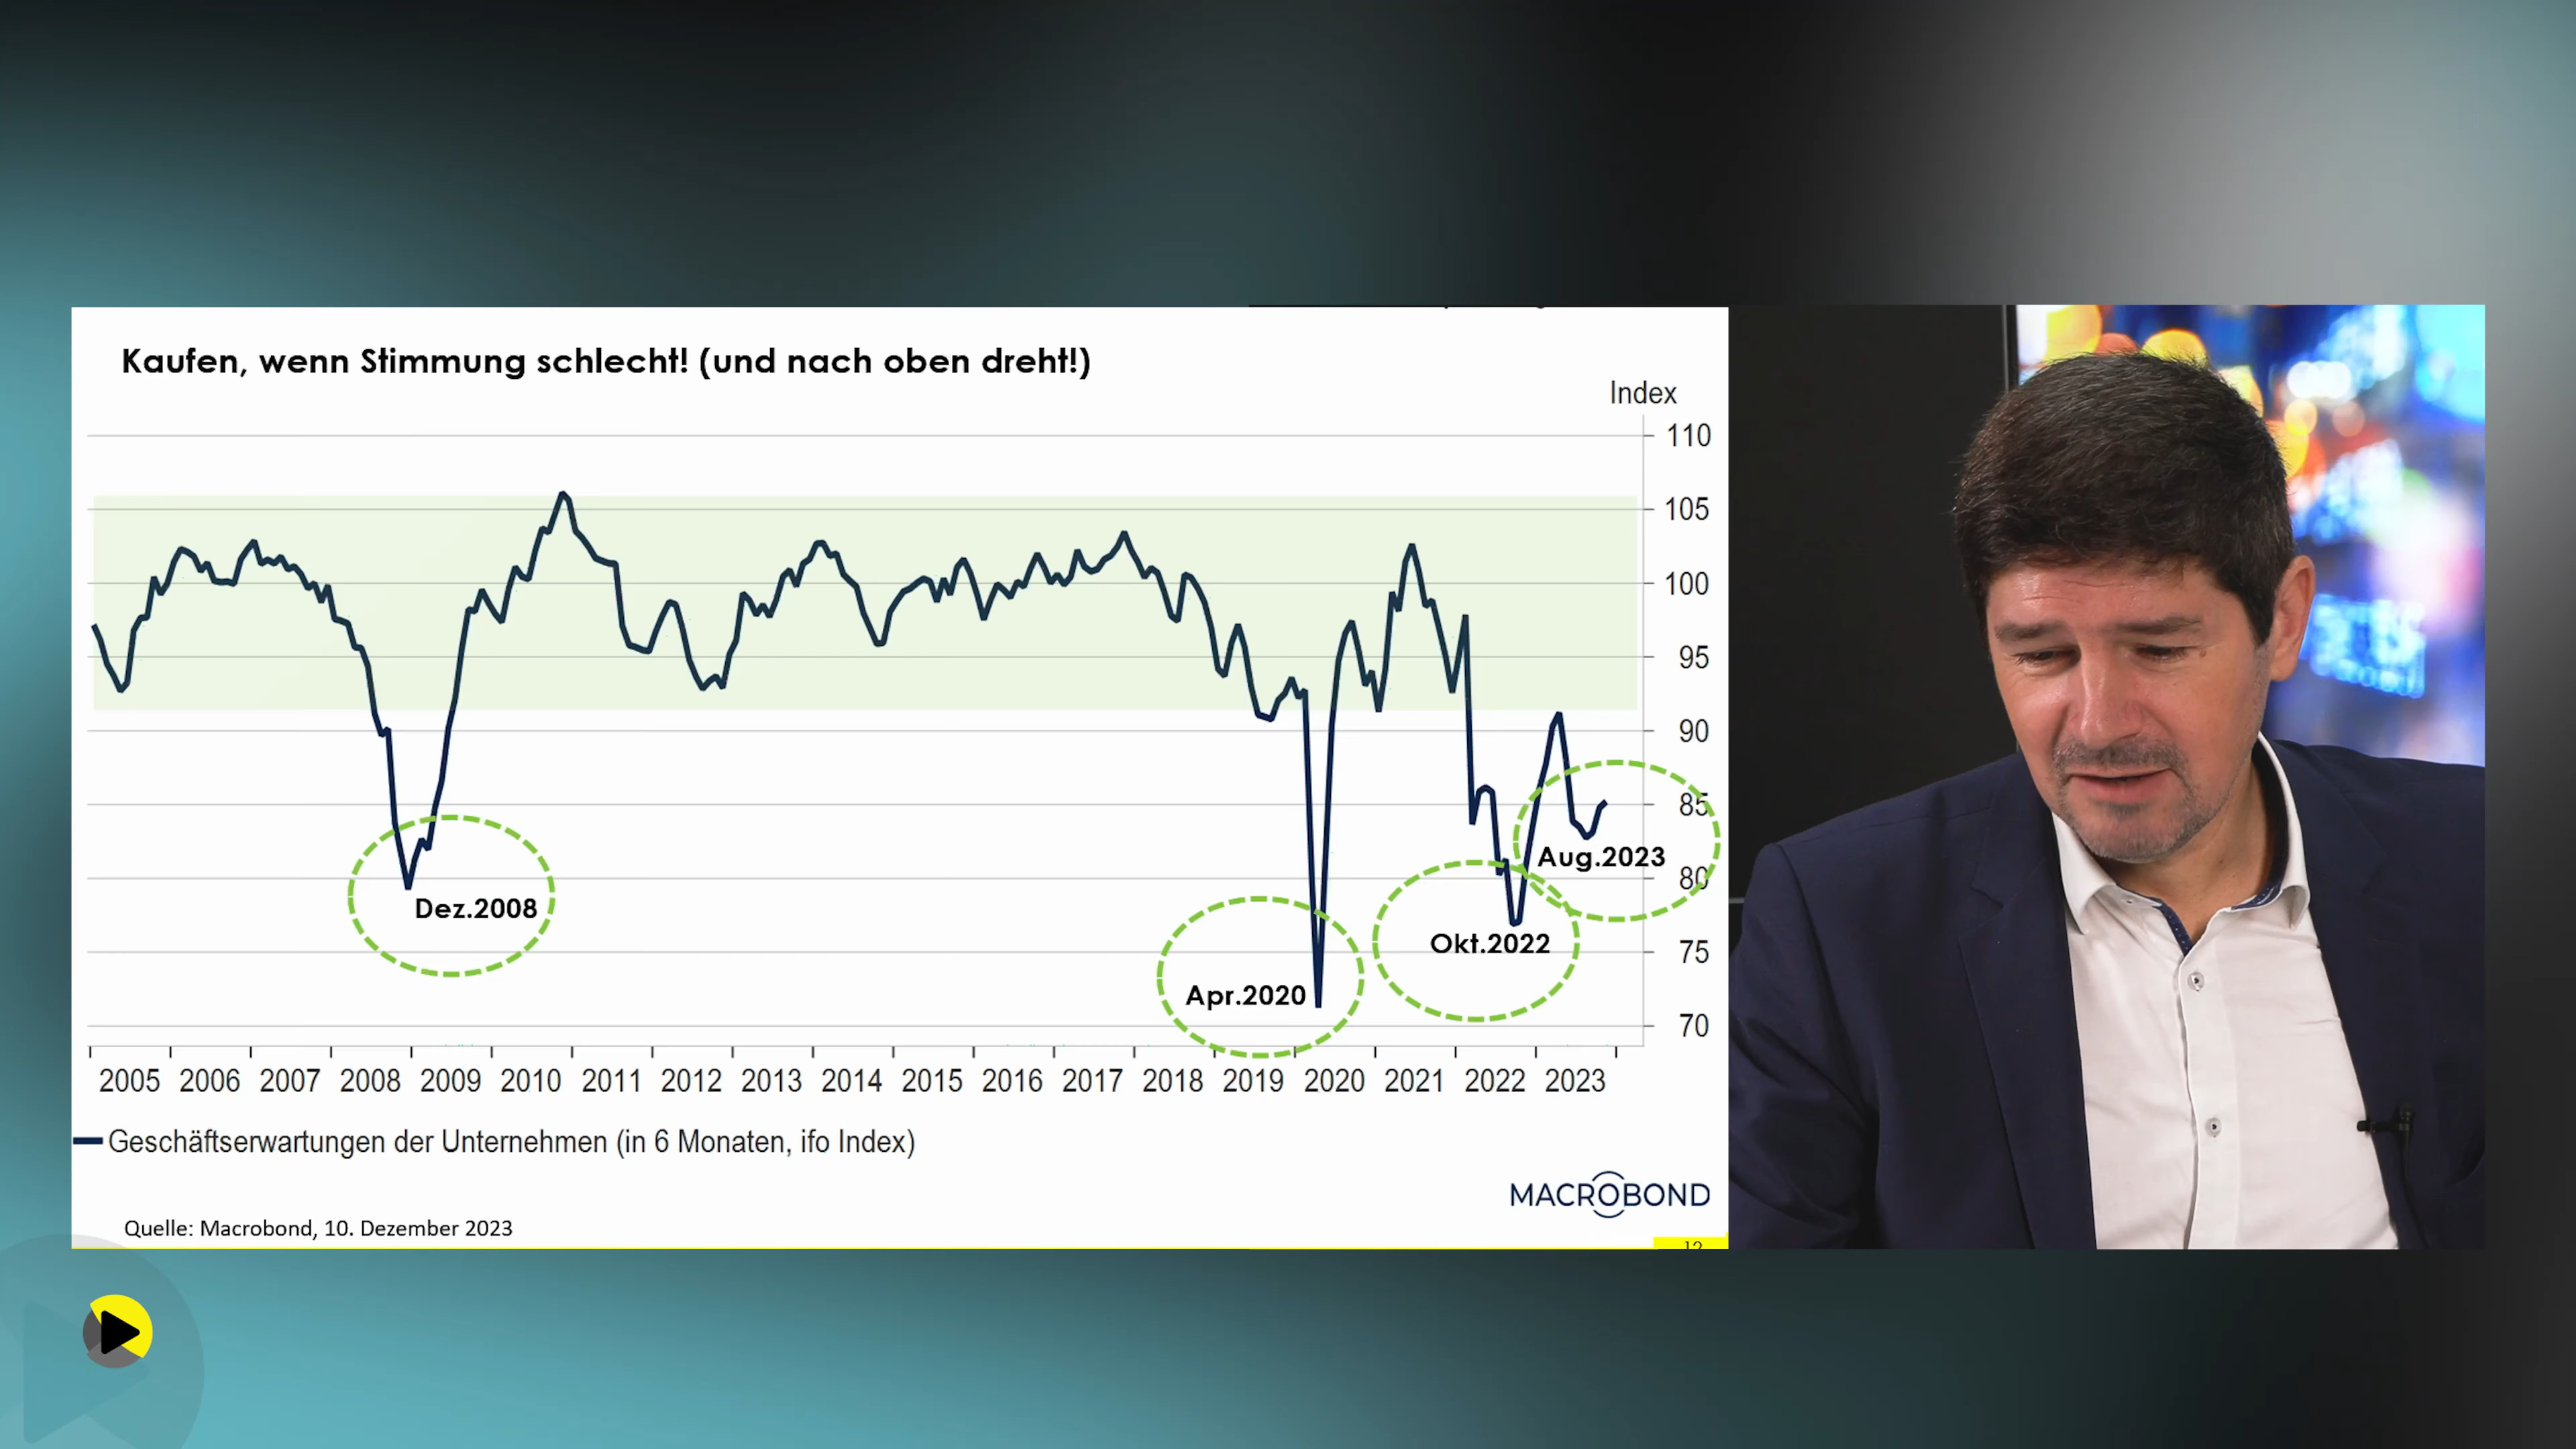 Kaufen, wenn Stimmung schlecht! (und nach oben dreht!)
Index
110
105
100
95
90
85
80
75
70
Dez.2008
Apr.2020
Okt.2022
Aug.2023
2005 2006 2007 2008 2009 2010 2011 2012 2013 2014 2015 2016 2017 2018 2019 2020 2021 2022 2023
Geschäftserwartungen der Unternehmen (in 6 Monaten, ifo Index)
MACROBOND
Quelle: Macrobond, 10. Dezember 2023
12